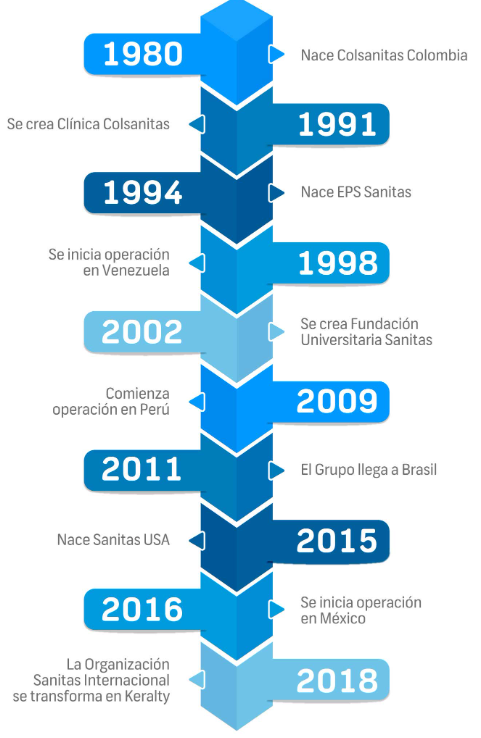 1980
Nace Colsanitas Colombia
Se crea Clínica Colsanitas
1991
1994
Nace EPS Sanitas
Se inicia operación
en Venezuela
1998
2002
Se crea Fundación
Universitaria Sanitas
Comienza
operación en Perú
2009
2011
El Grupo llega a Brasil
Nace Sanitas USA
2015
2016
Se inicia operación
en México
La Organización
Sanitas Internacional
se transforma en Keralty
2018